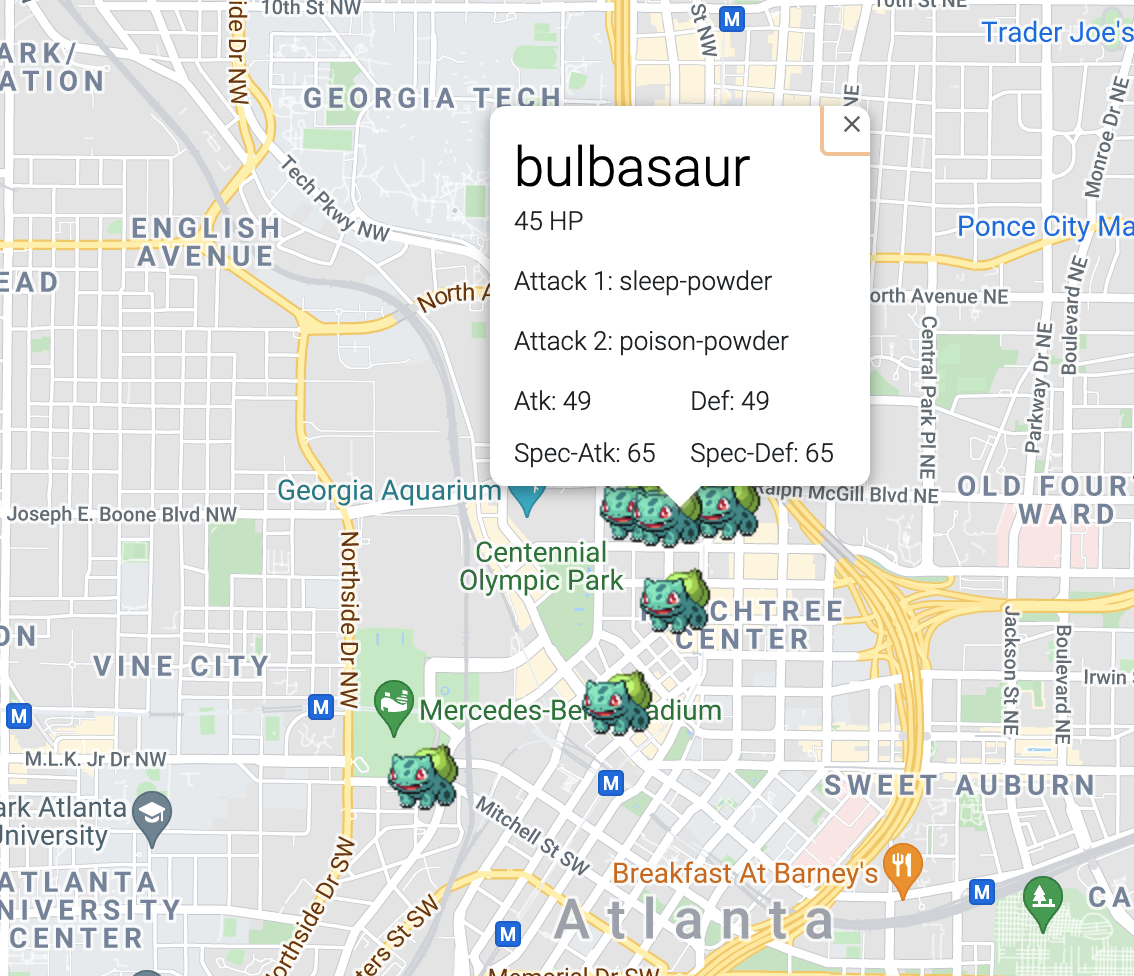 10th St NW
10th St NE
St NW
Trader Joe's
ARK/
ATION
GEORGIA TECH
NE
Monroe Dr NE
Tech Pkwy NW
bulbasaur
45 HP
Attack 1: sleep-powder
Attack 2: poison-powder
Atk: 49
Def: 49
Spec-Atk: 65
Spec-Def: 65
ENGLISH
AVENUE
Ponce City Ma
EAD
North A
orth Avenue NE
Boulevard NE
Central Park Pl NE
Parkway Dr NE
Georgia Aquarium
Ralph McGill Blvd NE
OLD FOUR
WARD
Joseph E. Boone Blvd NW
Northside Dr NW
Centennial
Olympic Park
CHTREE
CENTER
ON
VINE CITY
Jackson St NE
Boulevard NE
Irwin S
M
M
M
Mercedes-Be
adium
M.L.K. Jr Dr NW
M
SWEET AUBURN
ark Atlanta
University
Mitchell St SW
Breakfast At Barney's
ATLANTA
NIVERSITY
CENTER
orthside Dr SW
ters St SW
M
M
Atlanta
CA
Memorial Dr SW